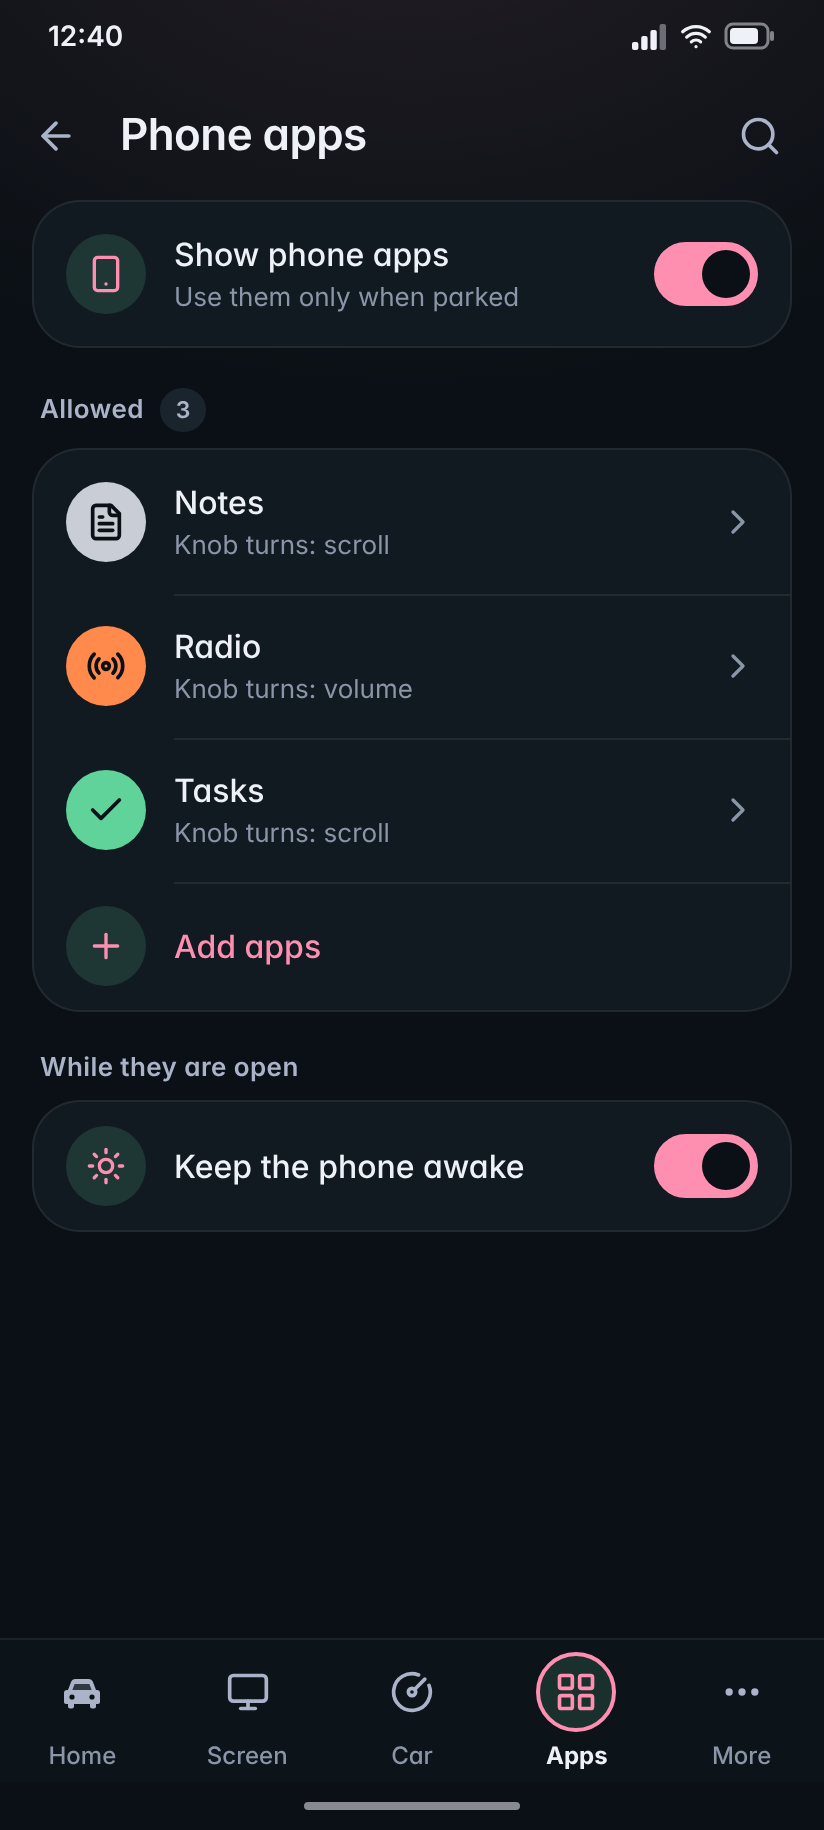 12:40
Phone apps
Show phone apps
Use them only when parked
Allowed 3
Notes
Knob turns: scroll
Radio
Knob turns: volume
Tasks
Knob turns: scroll
Add apps
While they are open
Keep the phone awake
Home Screen Car Apps More